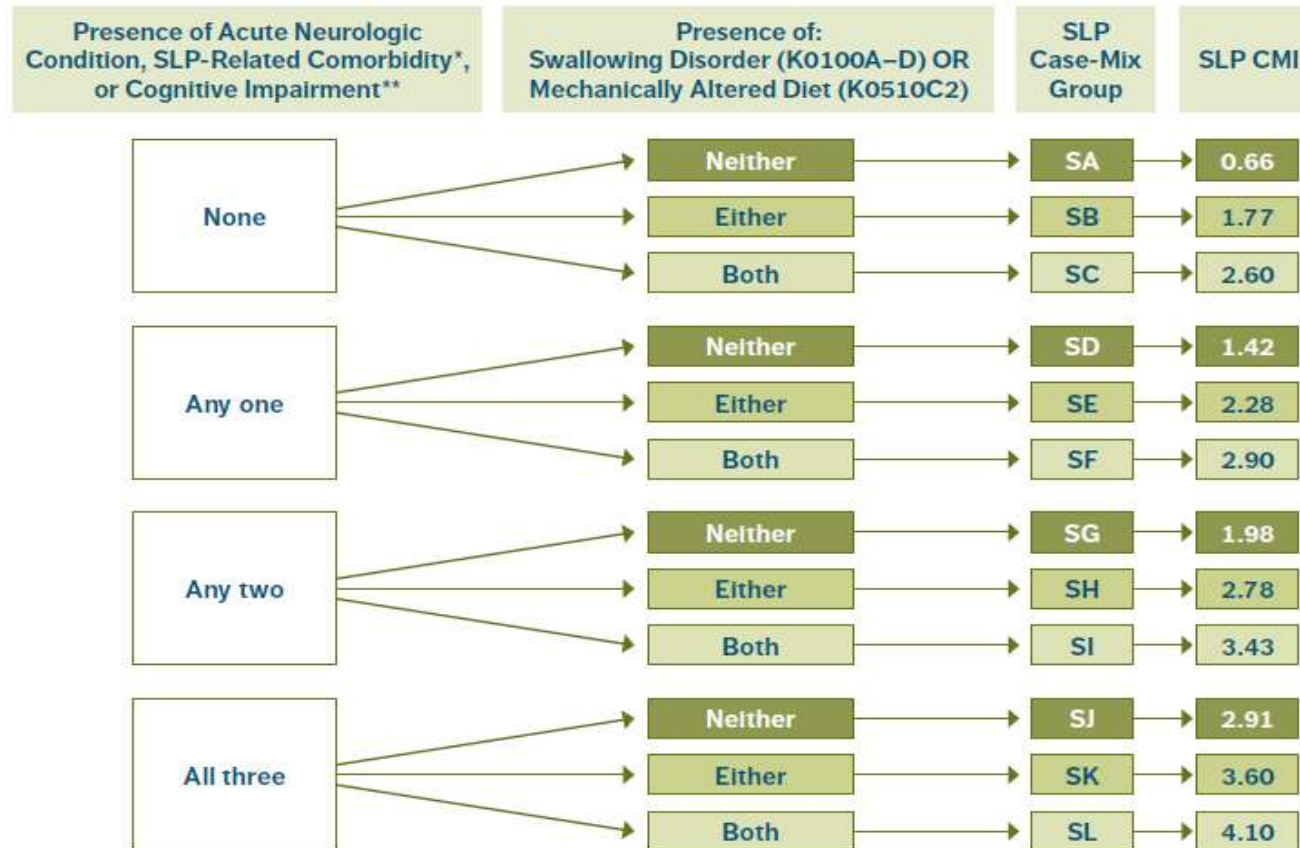 Presence of Acute Neurologic
Condition, SLP-Related Comorbidity*,
or Cognitive Impairment**
Presence of:
Swallowing Disorder (K0100A–D) OR
Mechanically Altered Diet (K0510C2)
SLP
Case-Mix
Group
SLP CMI
None
Neither SA 0.66
Either SB 1.77
Both SC 2.60
Any one
Neither SD 1.42
Either SE 2.28
Both SF 2.90
Any two
Neither SG 1.98
Either SH 2.78
Both SI 3.43
All three
Neither SJ 2.91
Either SK 3.60
Both SL 4.10